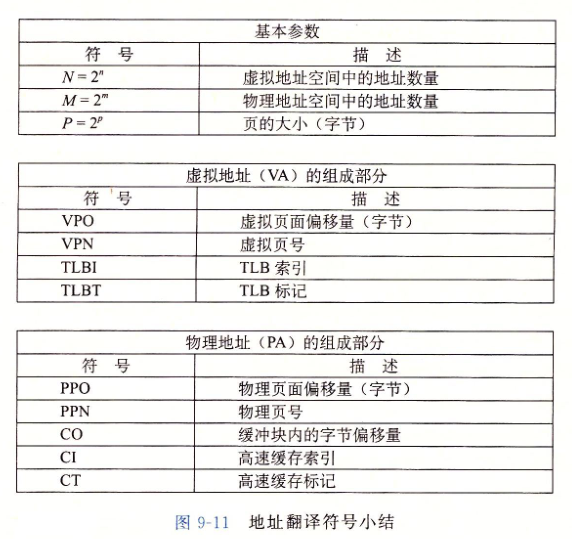 基本参数
符 号 描 述
N = 2ⁿ 虚拟地址空间中的地址数量
M = 2ᵐ 物理地址空间中的地址数量
P = 2ᵖ 页的大小（字节）
虚拟地址（VA）的组成部分
符 号 描 述
VPO 虚拟页面偏移量（字节）
VPN 虚拟页号
TLBI TLB 索引
TLBT TLB 标记
物理地址（PA）的组成部分
符 号 描 述
PPO 物理页面偏移量（字节）
PPN 物理页号
CO 缓冲块内的字节偏移量
CI 高速缓存索引
CT 高速缓存标记
图 9-11 地址翻译符号小结